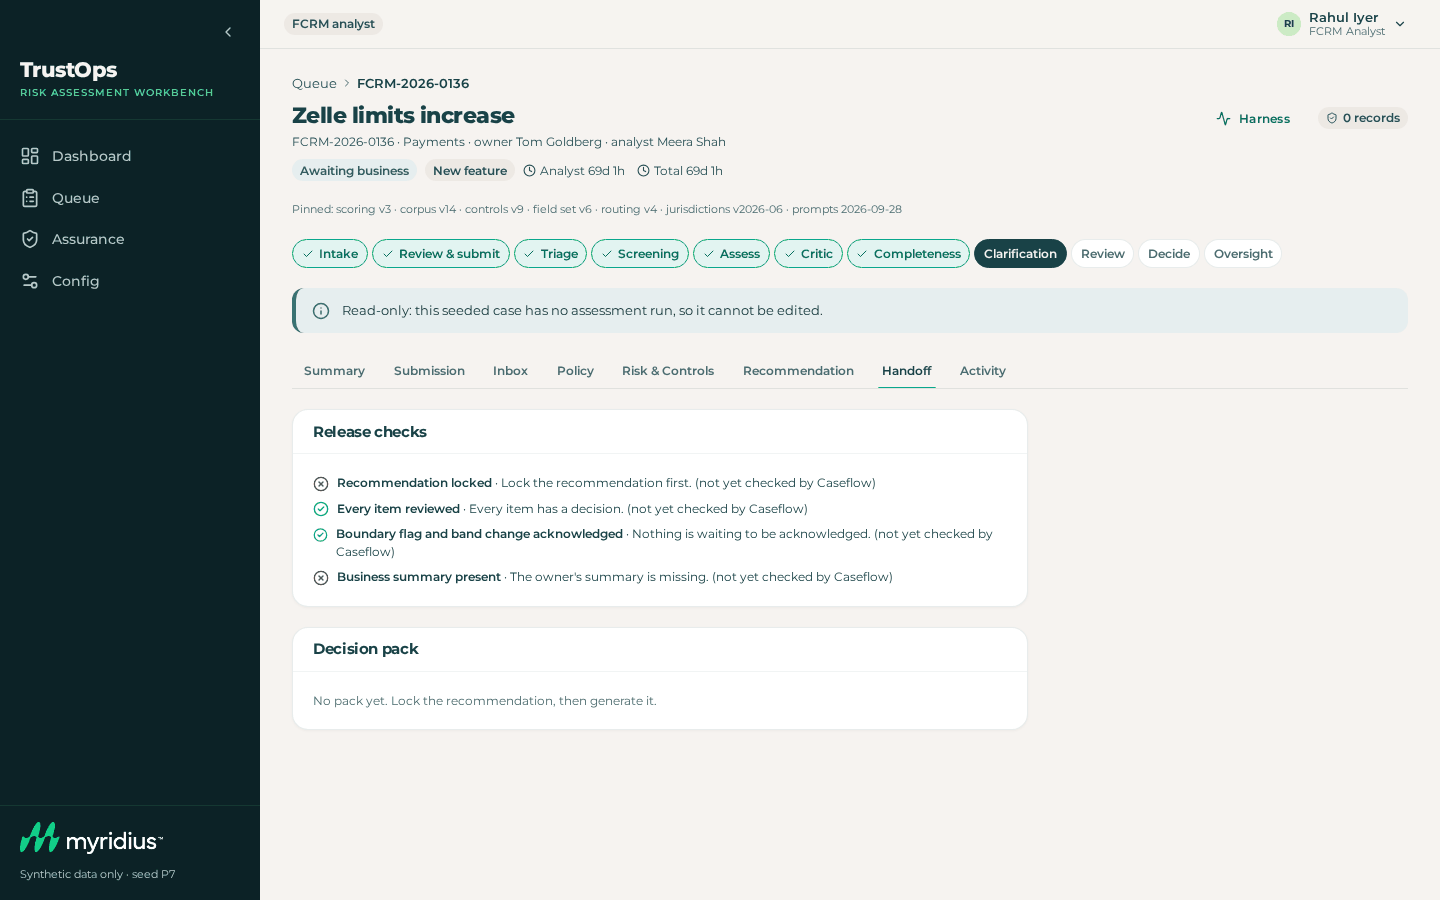 TrustOps
RISK ASSESSMENT WORKBENCH
Dashboard
Queue
Assurance
Config
myridius™
Synthetic data only · seed P7
FCRM analyst
RI
Rahul Iyer
FCRM Analyst
Queue > FCRM-2026-0136
Zelle limits increase
Harness
0 records
FCRM-2026-0136 · Payments · owner Tom Goldberg · analyst Meera Shah
Awaiting business
New feature
Analyst 69d 1h
Total 69d 1h
Pinned: scoring v3 · corpus v14 · controls v9 · field set v6 · routing v4 · jurisdictions v2026-06 · prompts 2026-09-28
Intake
Review & submit
Triage
Screening
Assess
Critic
Completeness
Clarification
Review
Decide
Oversight
Read-only: this seeded case has no assessment run, so it cannot be edited.
Summary
Submission
Inbox
Policy
Risk & Controls
Recommendation
Handoff
Activity
Release checks
Recommendation locked · Lock the recommendation first. (not yet checked by Caseflow)
Every item reviewed · Every item has a decision. (not yet checked by Caseflow)
Boundary flag and band change acknowledged · Nothing is waiting to be acknowledged. (not yet checked by
Caseflow)
Business summary present · The owner's summary is missing. (not yet checked by Caseflow)
Decision pack
No pack yet. Lock the recommendation, then generate it.